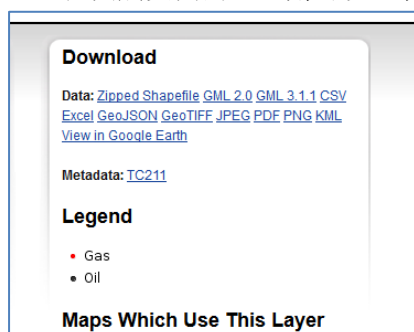 Download
Data: Zipped Shapefile GML 2.0 GML 3.1.1 CSV
Excel GeoJSON GeoTIFF JPEG PDF PNG KML
View in Google Earth
Metadata: TC211
Legend
Gas
Oil
Maps Which Use This Layer